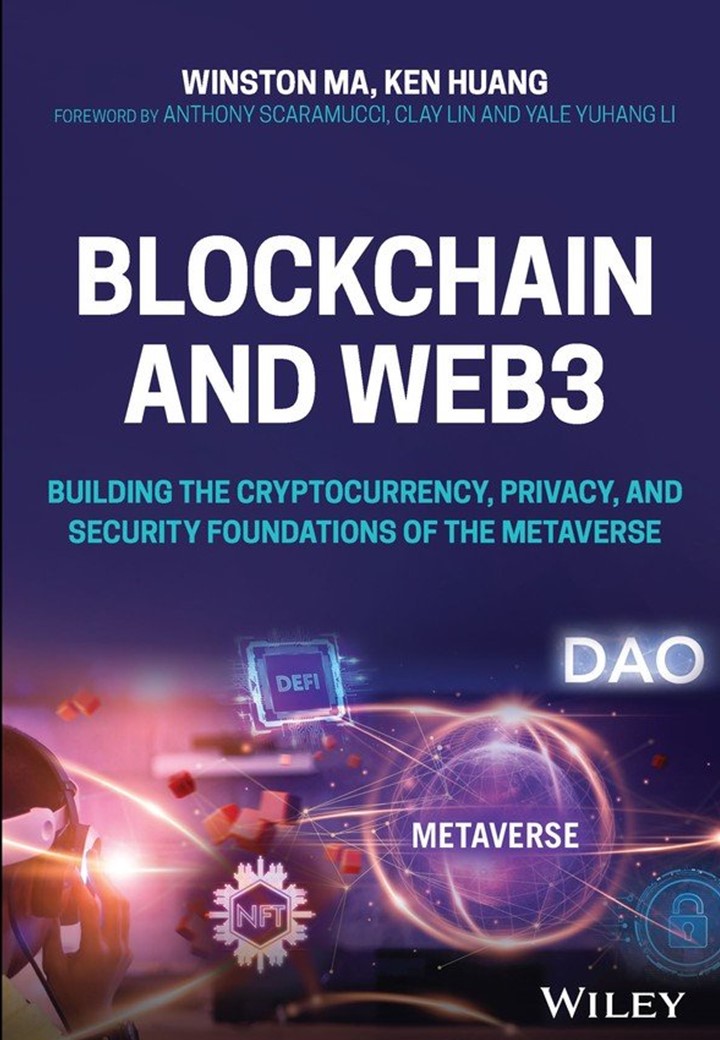 WINSTON MA, KEN HUANG
FOREWORD BY ANTHONY SCARAMUCCI, CLAY LIN AND YALE YUHANG LI
BLOCKCHAIN
AND WEB3
BUILDING THE CRYPTOCURRENCY, PRIVACY, AND
SECURITY FOUNDATIONS OF THE METAVERSE
DAO
DEFI
METAVERSE
NFT
WILEY